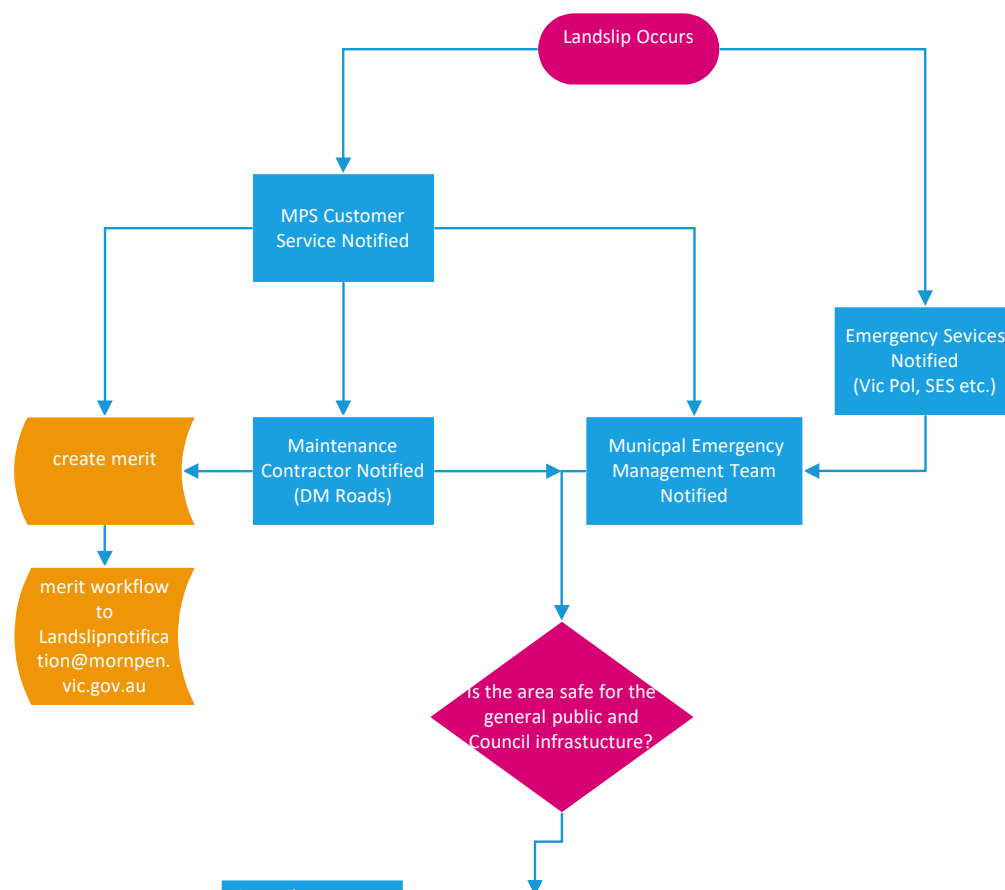 Landslip Occurs
MPS Customer
Service Notified
Emergency Sevices
Notified
(Vic Pol, SES etc.)
create merit
Maintenance
Contractor Notified
(DM Roads)
Municpal Emergency
Management Team
Notified
merit workflow
to
Landslipnotifica
tion@mornpen.
vic.gov.au
Is the area safe for the
general public and
Council infrastucture?